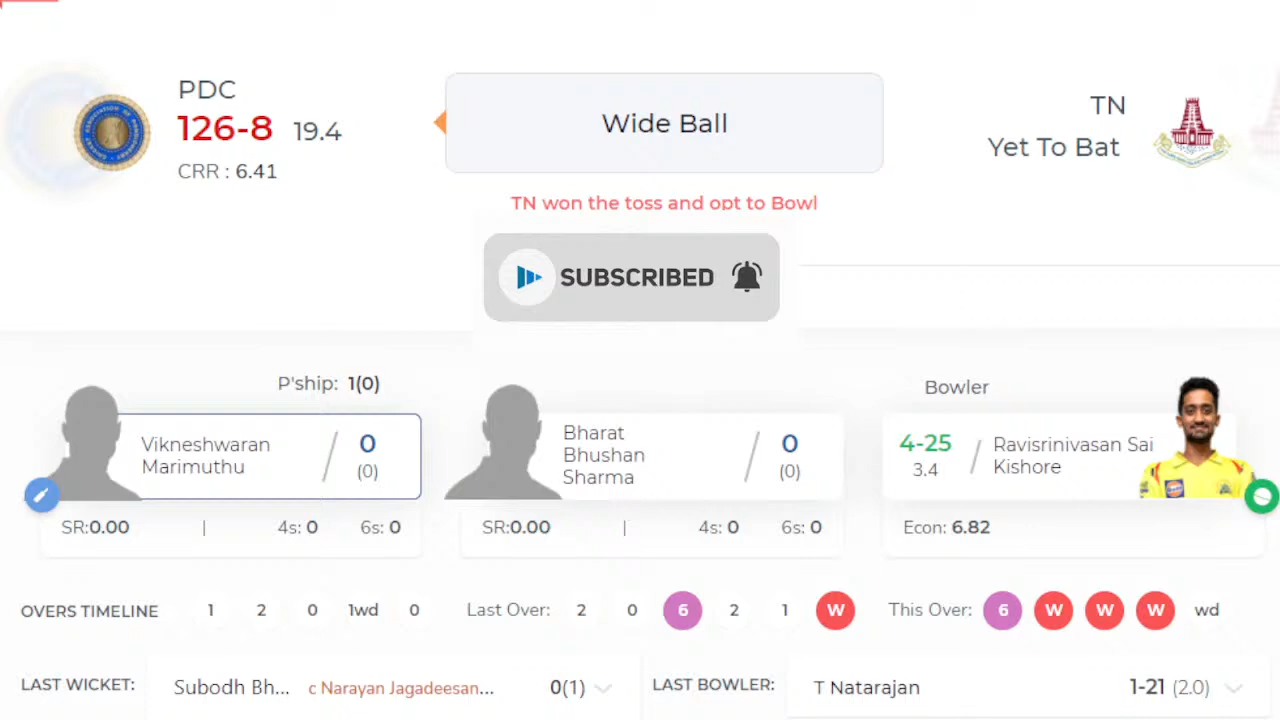 PDC
126-8 19.4
CRR : 6.41
Wide Ball
TN won the toss and opt to Bowl
TN
Yet To Bat
SUBSCRIBED
P'ship: 1(0)
Vikneshwaran
Marimuthu
0
(0)
SR:0.00 | 4s: 0 6s: 0
Bharat
Bhushan
Sharma
0
(0)
SR:0.00 | 4s: 0 6s: 0
Bowler
4-25
3.4
Ravisrinivasan Sai
Kishore
Econ: 6.82
OVERS TIMELINE 1 2 0 1wd 0 Last Over: 2 0 6 2 1 W This Over: 6 W W W wd
LAST WICKET: Subodh Bh... c Narayan Jagadeesan... 0(1) LAST BOWLER: T Natarajan 1-21 (2.0)